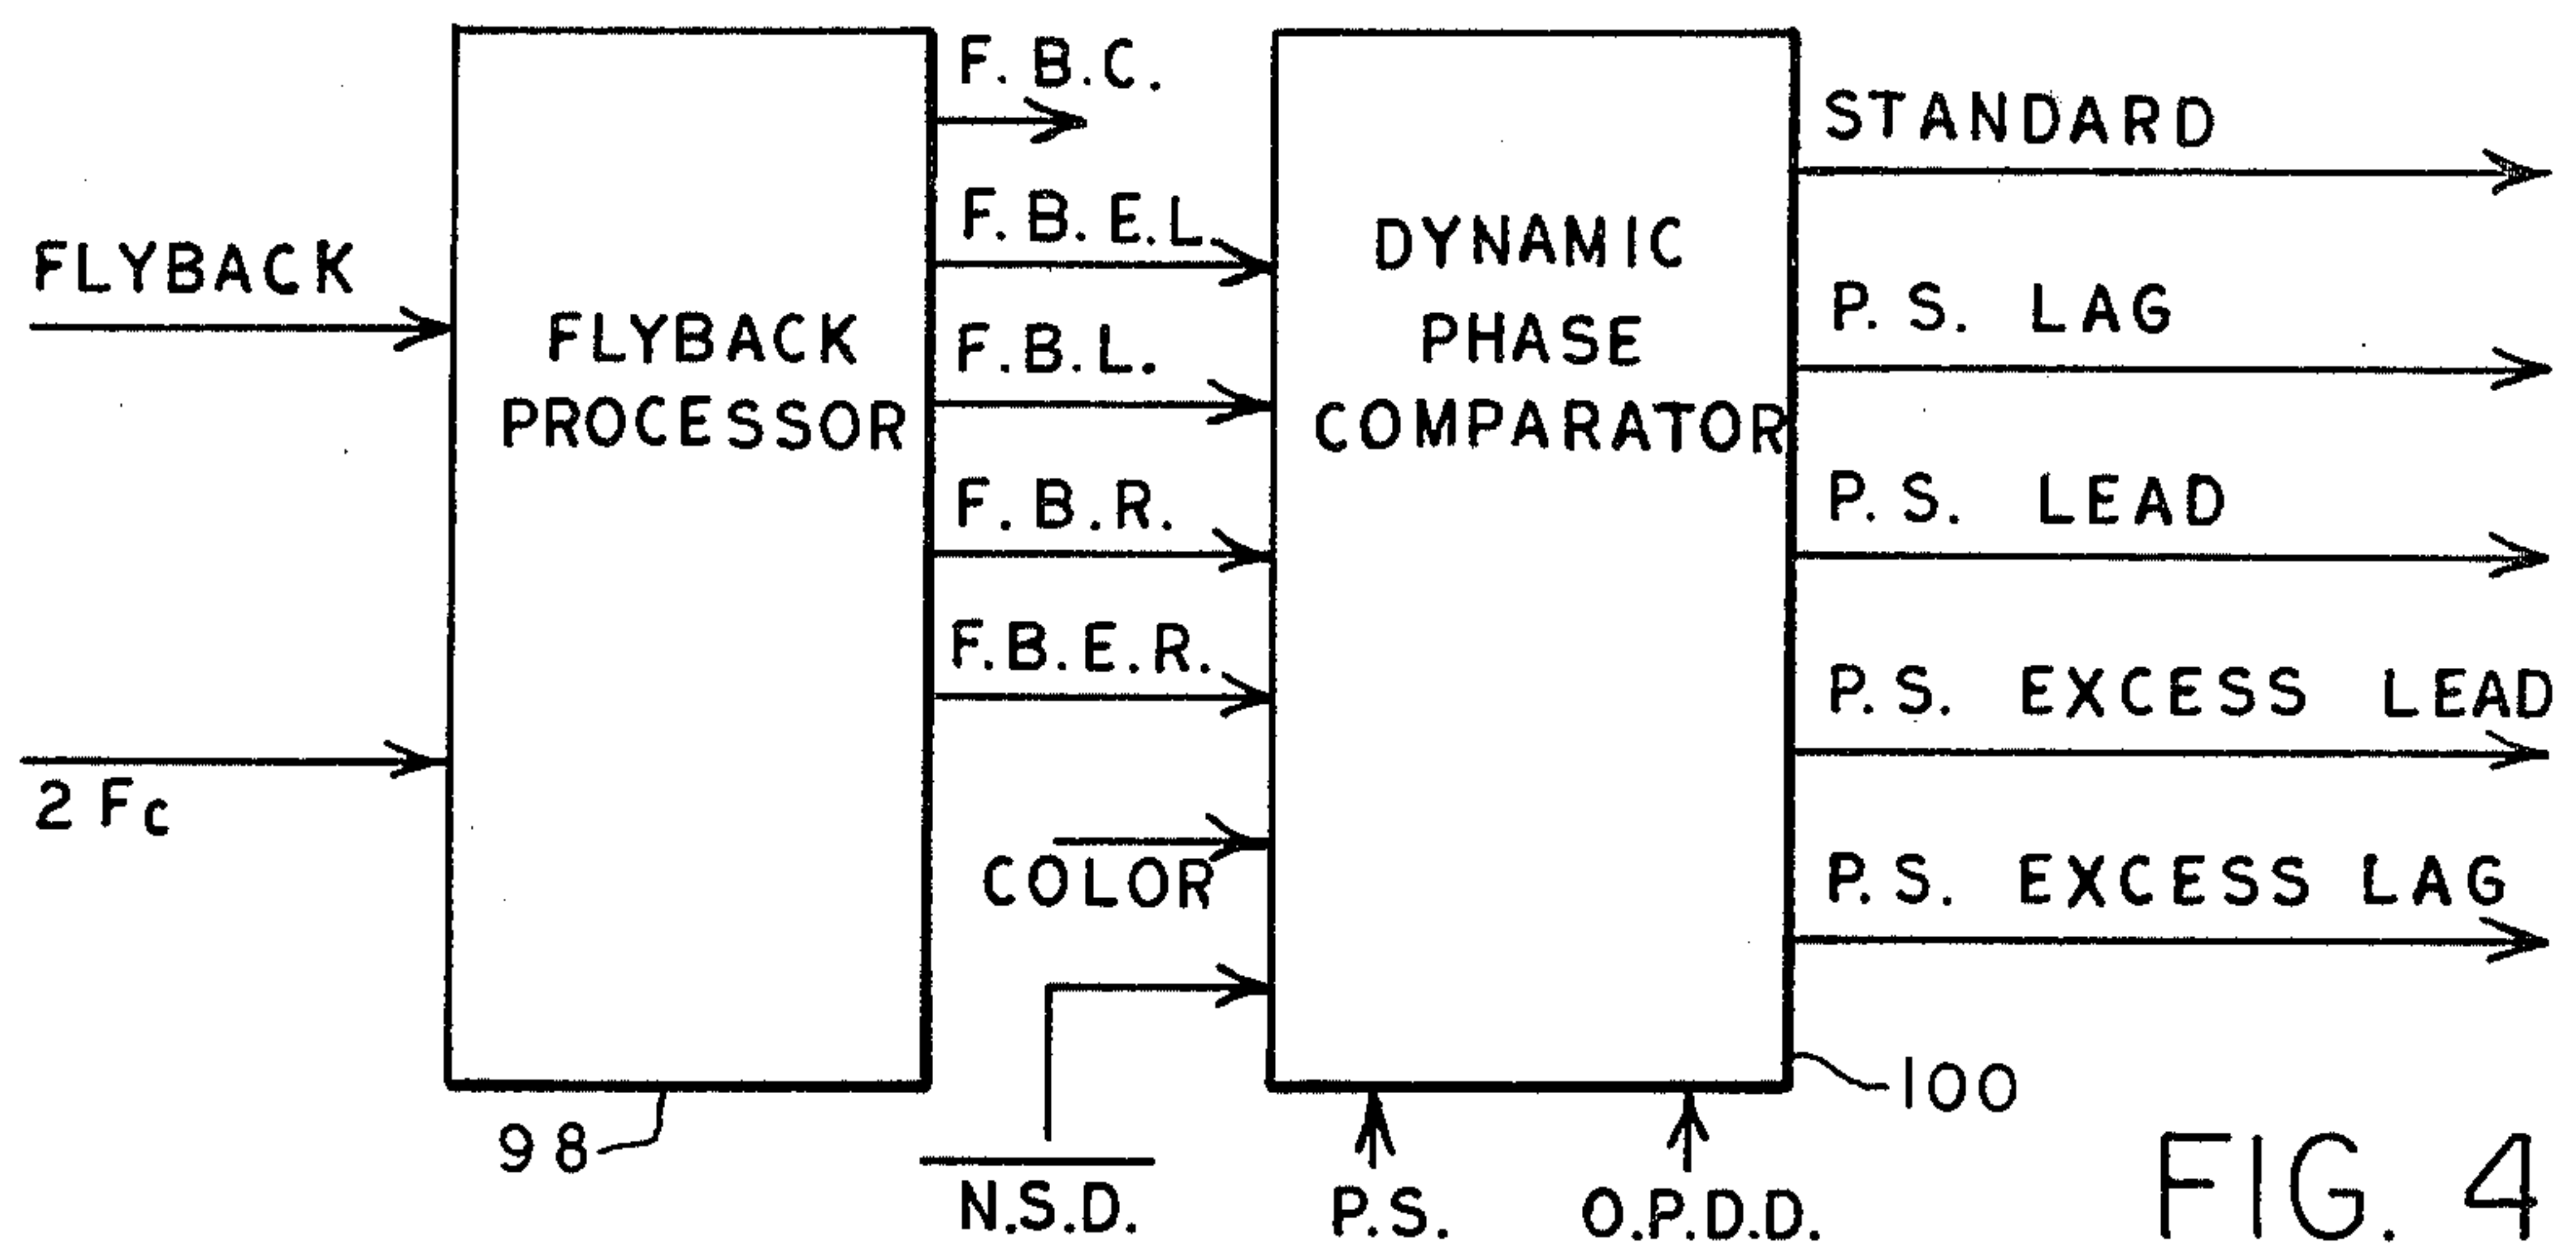 FLYBACK
2 Fc
FLYBACK
PROCESSOR
98
F.B.C.
F.B.E.L.
F.B.L.
F.B.R.
F.B.E.R.
COLOR
N.S.D.
DYNAMIC
PHASE
COMPARATOR
P.S.
O.P.D.D.
100
STANDARD
P.S. LAG
P.S. LEAD
P.S. EXCESS LEAD
P.S. EXCESS LAG
FIG. 4